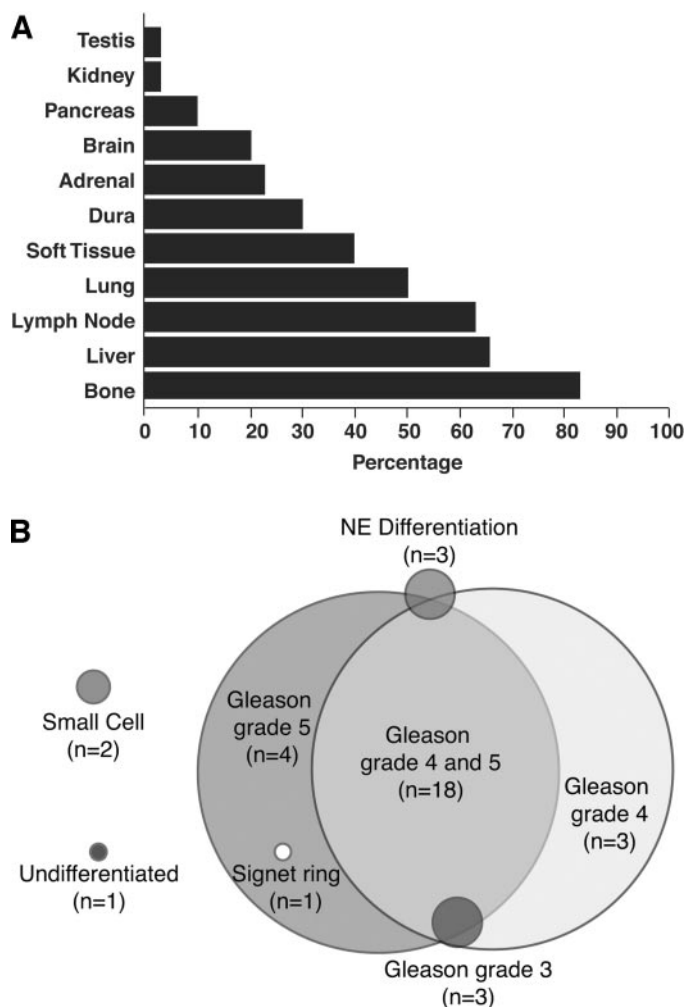 A
Testis
Kidney
Pancreas
Brain
Adrenal
Dura
Soft Tissue
Lung
Lymph Node
Liver
Bone
0 10 20 30 40 50 60 70 80 90 100
Percentage
B
NE Differentiation
(n=3)
Small Cell
(n=2)
Undifferentiated
(n=1)
Gleason
grade 5
(n=4)
Signet ring
(n=1)
Gleason
grade 4 and 5
(n=18)
Gleason
grade 4
(n=3)
Gleason grade 3
(n=3)